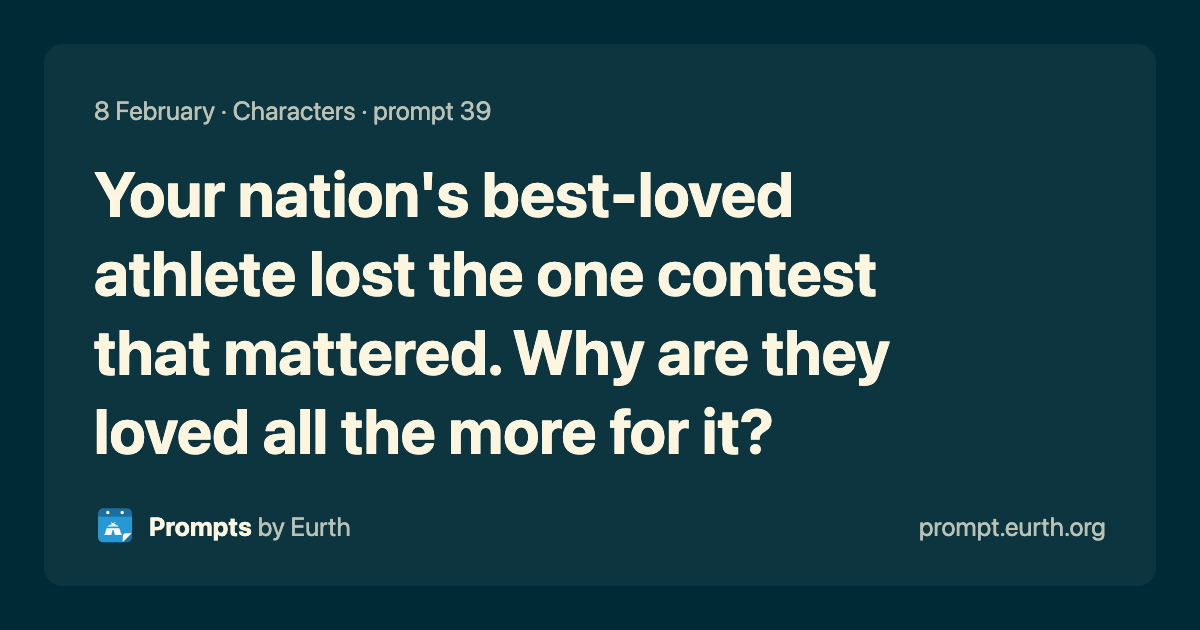 8 February · Characters · prompt 39
Your nation's best-loved
athlete lost the one contest
that mattered. Why are they
loved all the more for it?
Prompts by Eurth
prompt.eurth.org